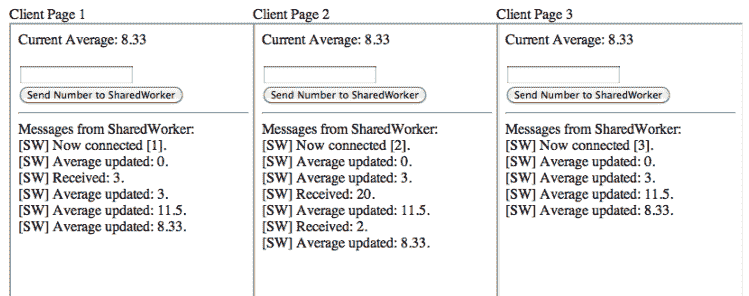 Client Page 1
Current Average: 8.33
Send Number to SharedWorker
Messages from SharedWorker:
[SW] Now connected [1].
[SW] Average updated: 0.
[SW] Received: 3.
[SW] Average updated: 3.
[SW] Average updated: 11.5.
[SW] Average updated: 8.33.
Client Page 2
Current Average: 8.33
Send Number to SharedWorker
Messages from SharedWorker:
[SW] Now connected [2].
[SW] Average updated: 0.
[SW] Average updated: 3.
[SW] Received: 20.
[SW] Average updated: 11.5.
[SW] Received: 2.
[SW] Average updated: 8.33.
Client Page 3
Current Average: 8.33
Send Number to SharedWorker
Messages from SharedWorker:
[SW] Now connected [3].
[SW] Average updated: 0.
[SW] Average updated: 3.
[SW] Average updated: 11.5.
[SW] Average updated: 8.33.